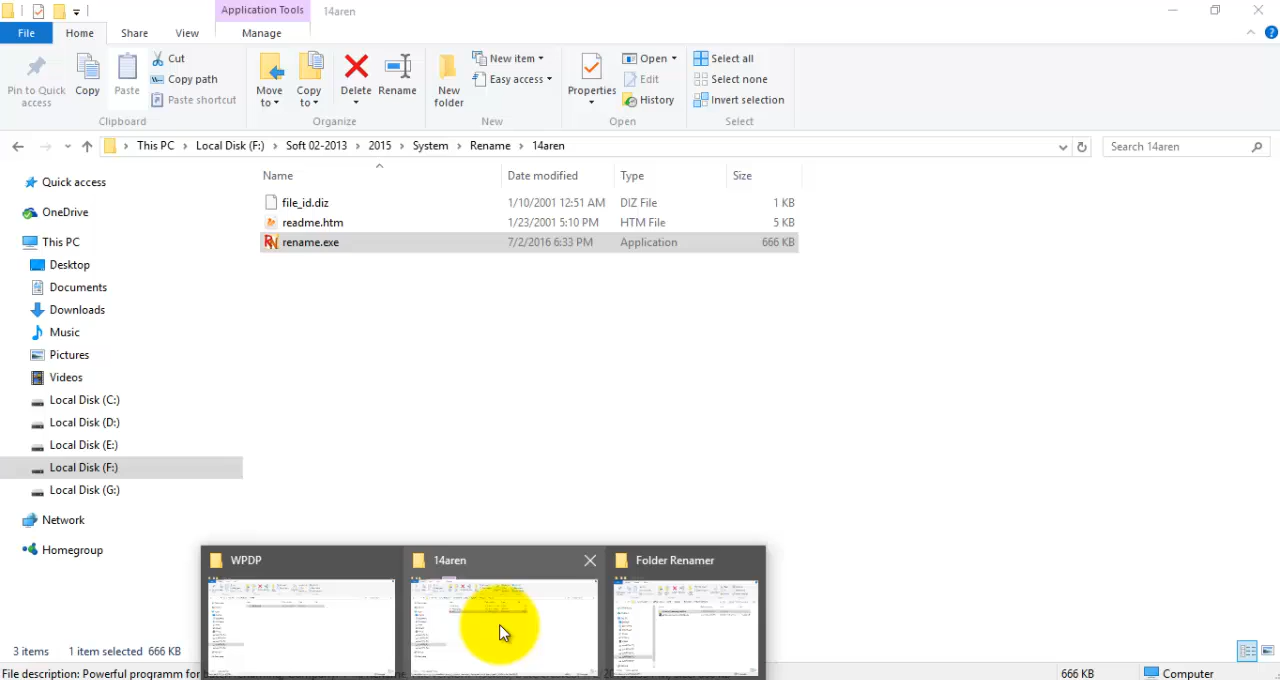 Application Tools 14aren
File Home Share View Manage
Pin to Quick access
Copy
Paste
Cut
Copy path
Paste shortcut
Clipboard
Move to
Copy to
Delete
Rename
Organize
New folder
New item
Easy access
New
Properties
Open
Edit
History
Open
Select all
Select none
Invert selection
Select
This PC Local Disk (F:) Soft 02-2013 2015 System Rename 14aren
Search 14aren
Name Date modified Type Size
file_id.diz 1/10/2001 12:51 AM DIZ File 1 KB
readme.htm 1/23/2001 5:10 PM HTM File 5 KB
rename.exe 7/2/2016 6:33 PM Application 666 KB
Quick access
OneDrive
This PC
Desktop
Documents
Downloads
Music
Pictures
Videos
Local Disk (C:)
Local Disk (D:)
Local Disk (E:)
Local Disk (F:)
Local Disk (G:)
Network
Homegroup
WPDP 14aren Folder Renamer
3 items 1 item selected 666 KB
File description: Powerful programm for
666 KB Computer